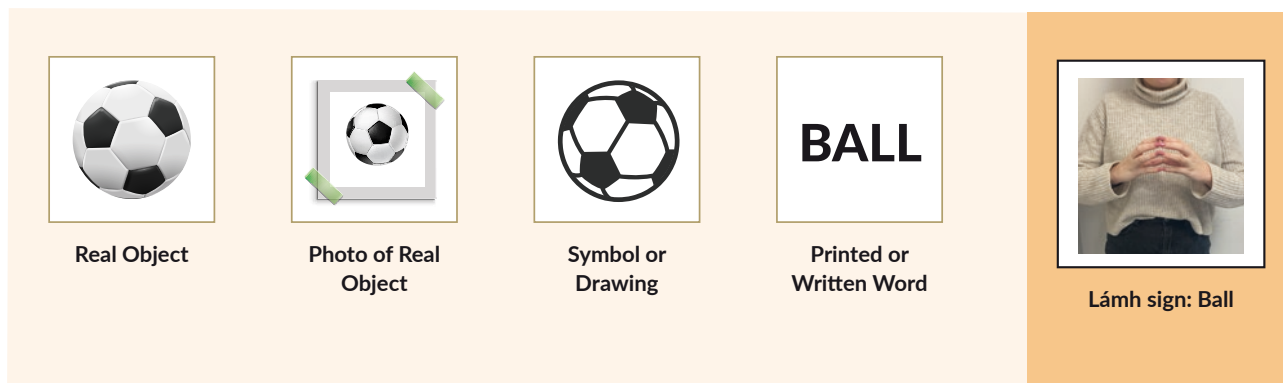 BALL
Real Object
Photo of Real
Object
Symbol or
Drawing
Printed or
Written Word
Lámh sign: Ball